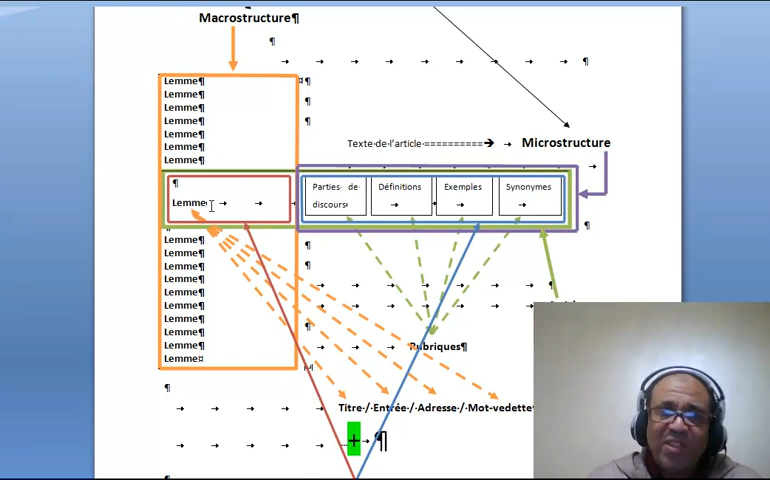 Macrostructure¶
¶
Lemme¶
Lemme¶
Lemme¶
Lemme¶
Lemme¶
Lemme¶
Lemme¶
¤¶
¶
¶
Texte·de·l'article·==========➔ → Microstructure
¶
Lemme
Parties· de· discours
Définitions
Exemples
Synonymes
¶
Lemme¶
Lemme¶
Lemme¶
Lemme¶
Lemme¶
Lemme¶
Lemme¶
Lemme¶
Lemme¶
Lemme¤
¶
¶
¶
Rubriques¶
¶
Titre·/·Entrée·/·Adresse·/·Mot-vedette
+ → ¶